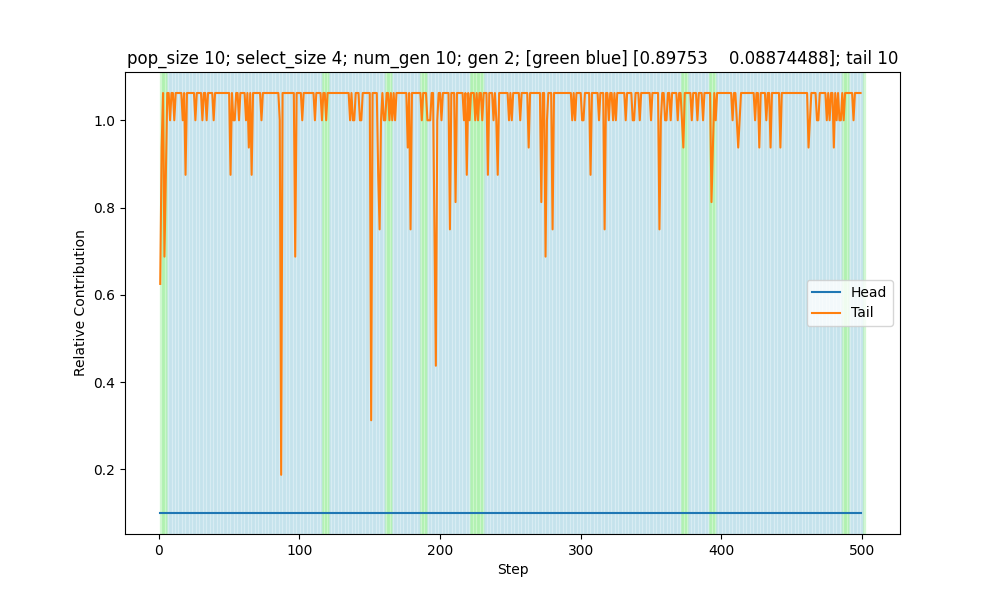 pop_size 10; select_size 4; num_gen 10; gen 2; [green blue] [0.89753    0.08874488]; tail 10
1.0
0.8
0.6
0.4
0.2
Relative Contribution
Head
Tail
0
100
200
300
400
500
Step